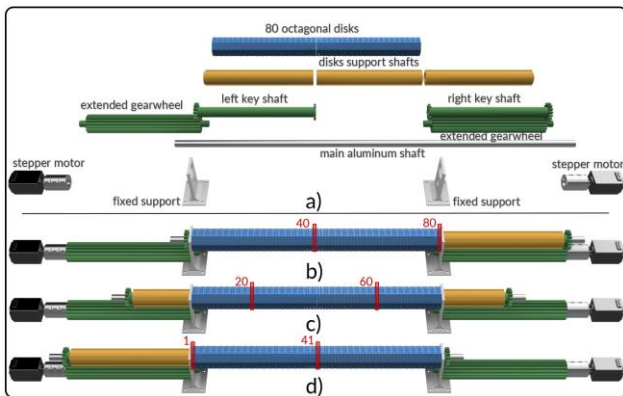 80 octagonal disks
disks support shafts
extended gearwheel
left key shaft
right key shaft
extended gearwheel
main aluminum shaft
stepper motor
stepper motor
fixed support
a)
fixed support
40
80
b)
20
60
c)
1
41
d)